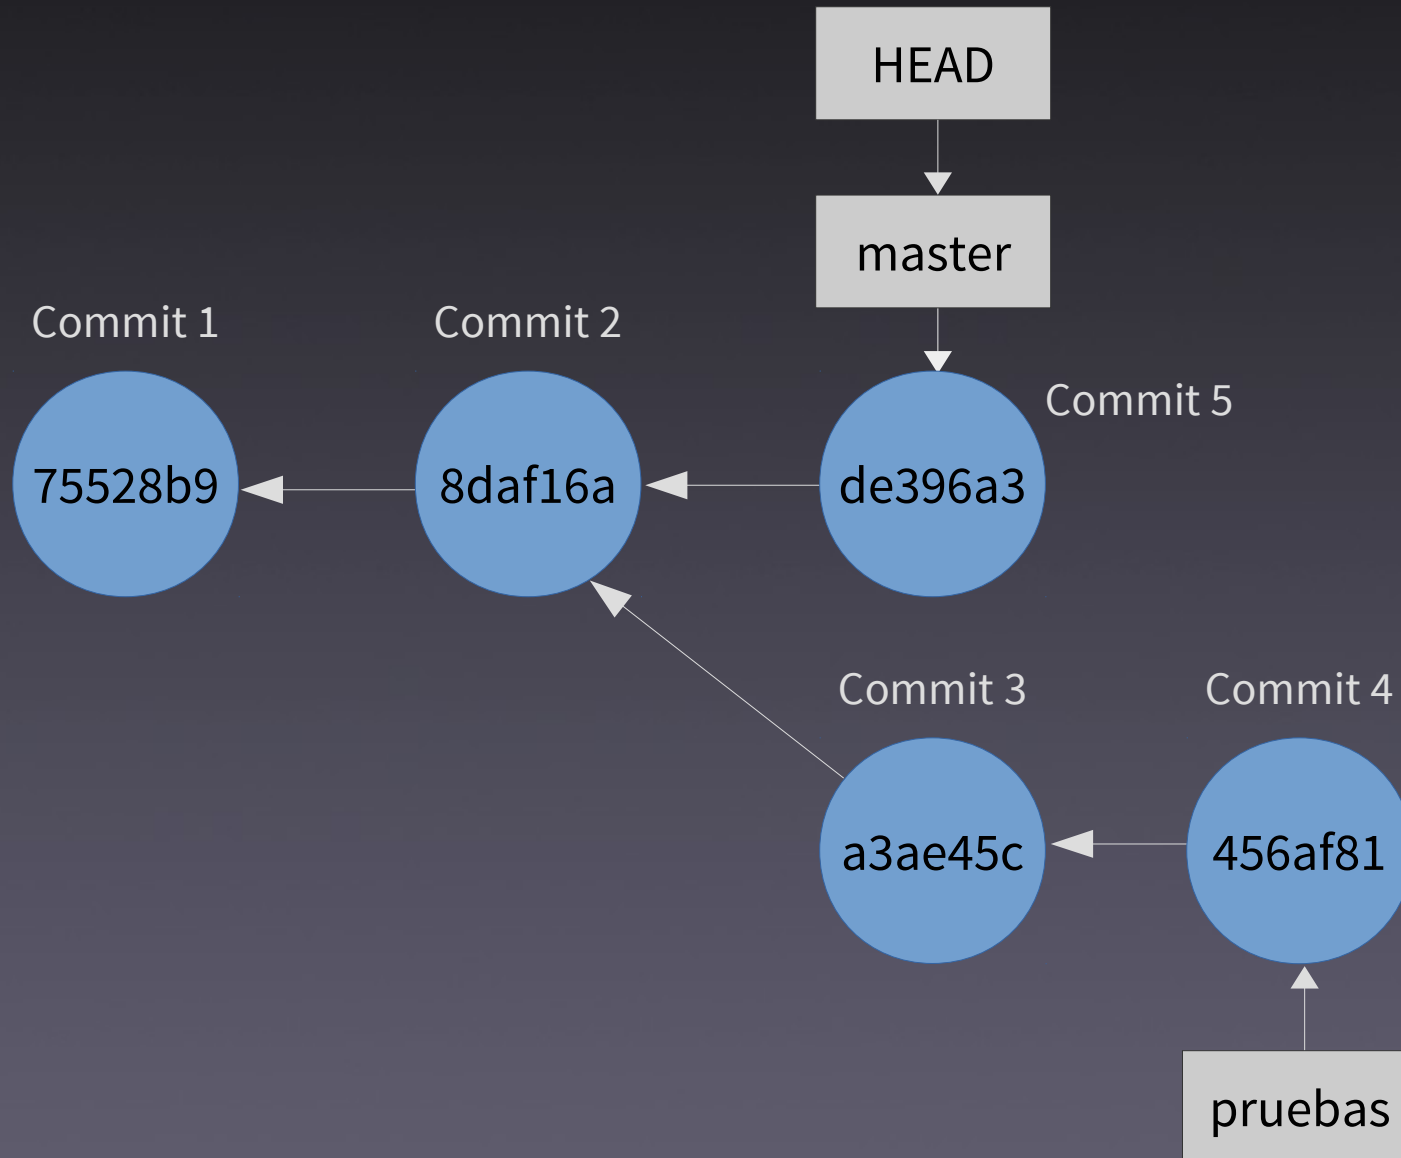 HEAD
master
Commit 1
Commit 2
Commit 5
75528b9
8daf16a
de396a3
Commit 3
Commit 4
a3ae45c
456af81
pruebas